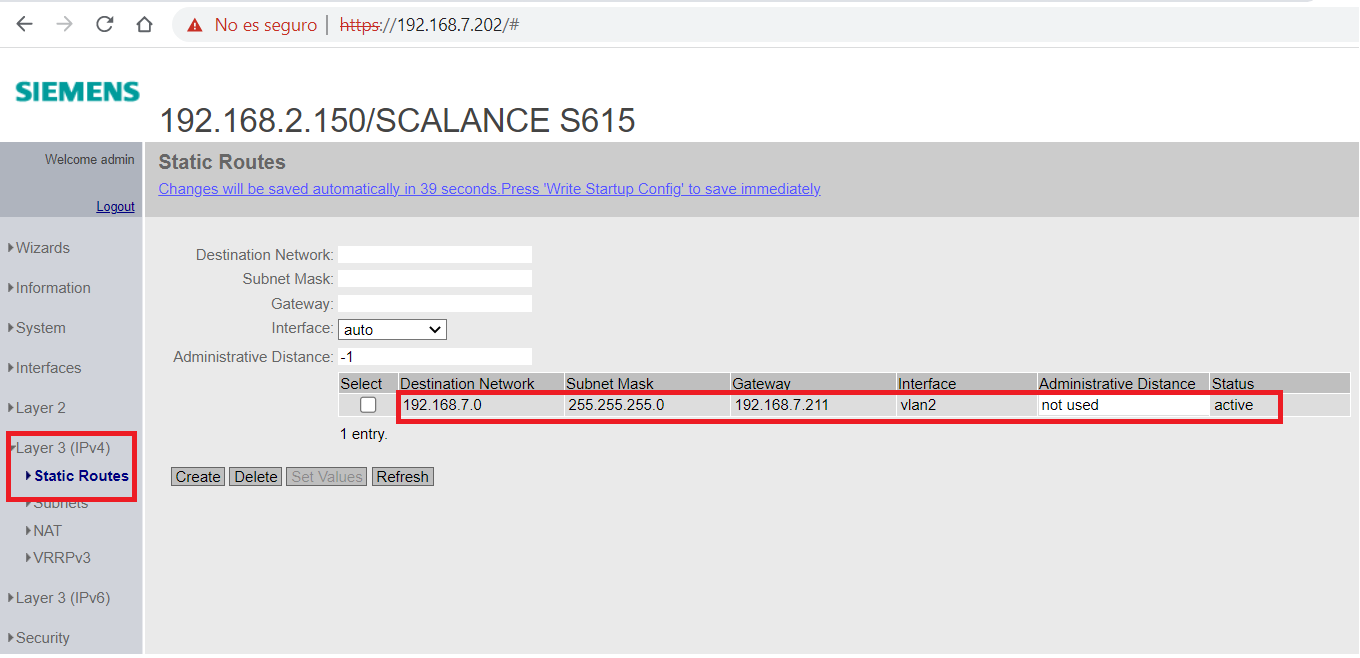 No es seguro | https://192.168.7.202/#
SIEMENS
192.168.2.150/SCALANCE S615
Welcome admin
Logout
Static Routes
Changes will be saved automatically in 39 seconds.Press 'Write Startup Config' to save immediately
Wizards
Information
System
Interfaces
Layer 2
Layer 3 (IPv4)
Static Routes
Subnets
NAT
VRRPv3
Layer 3 (IPv6)
Security
Destination Network:
Subnet Mask:
Gateway:
Interface: auto
Administrative Distance: -1
Select Destination Network Subnet Mask Gateway Interface Administrative Distance Status
192.168.7.0 255.255.255.0 192.168.7.211 vlan2 not used active
1 entry.
Create Delete Set Values Refresh